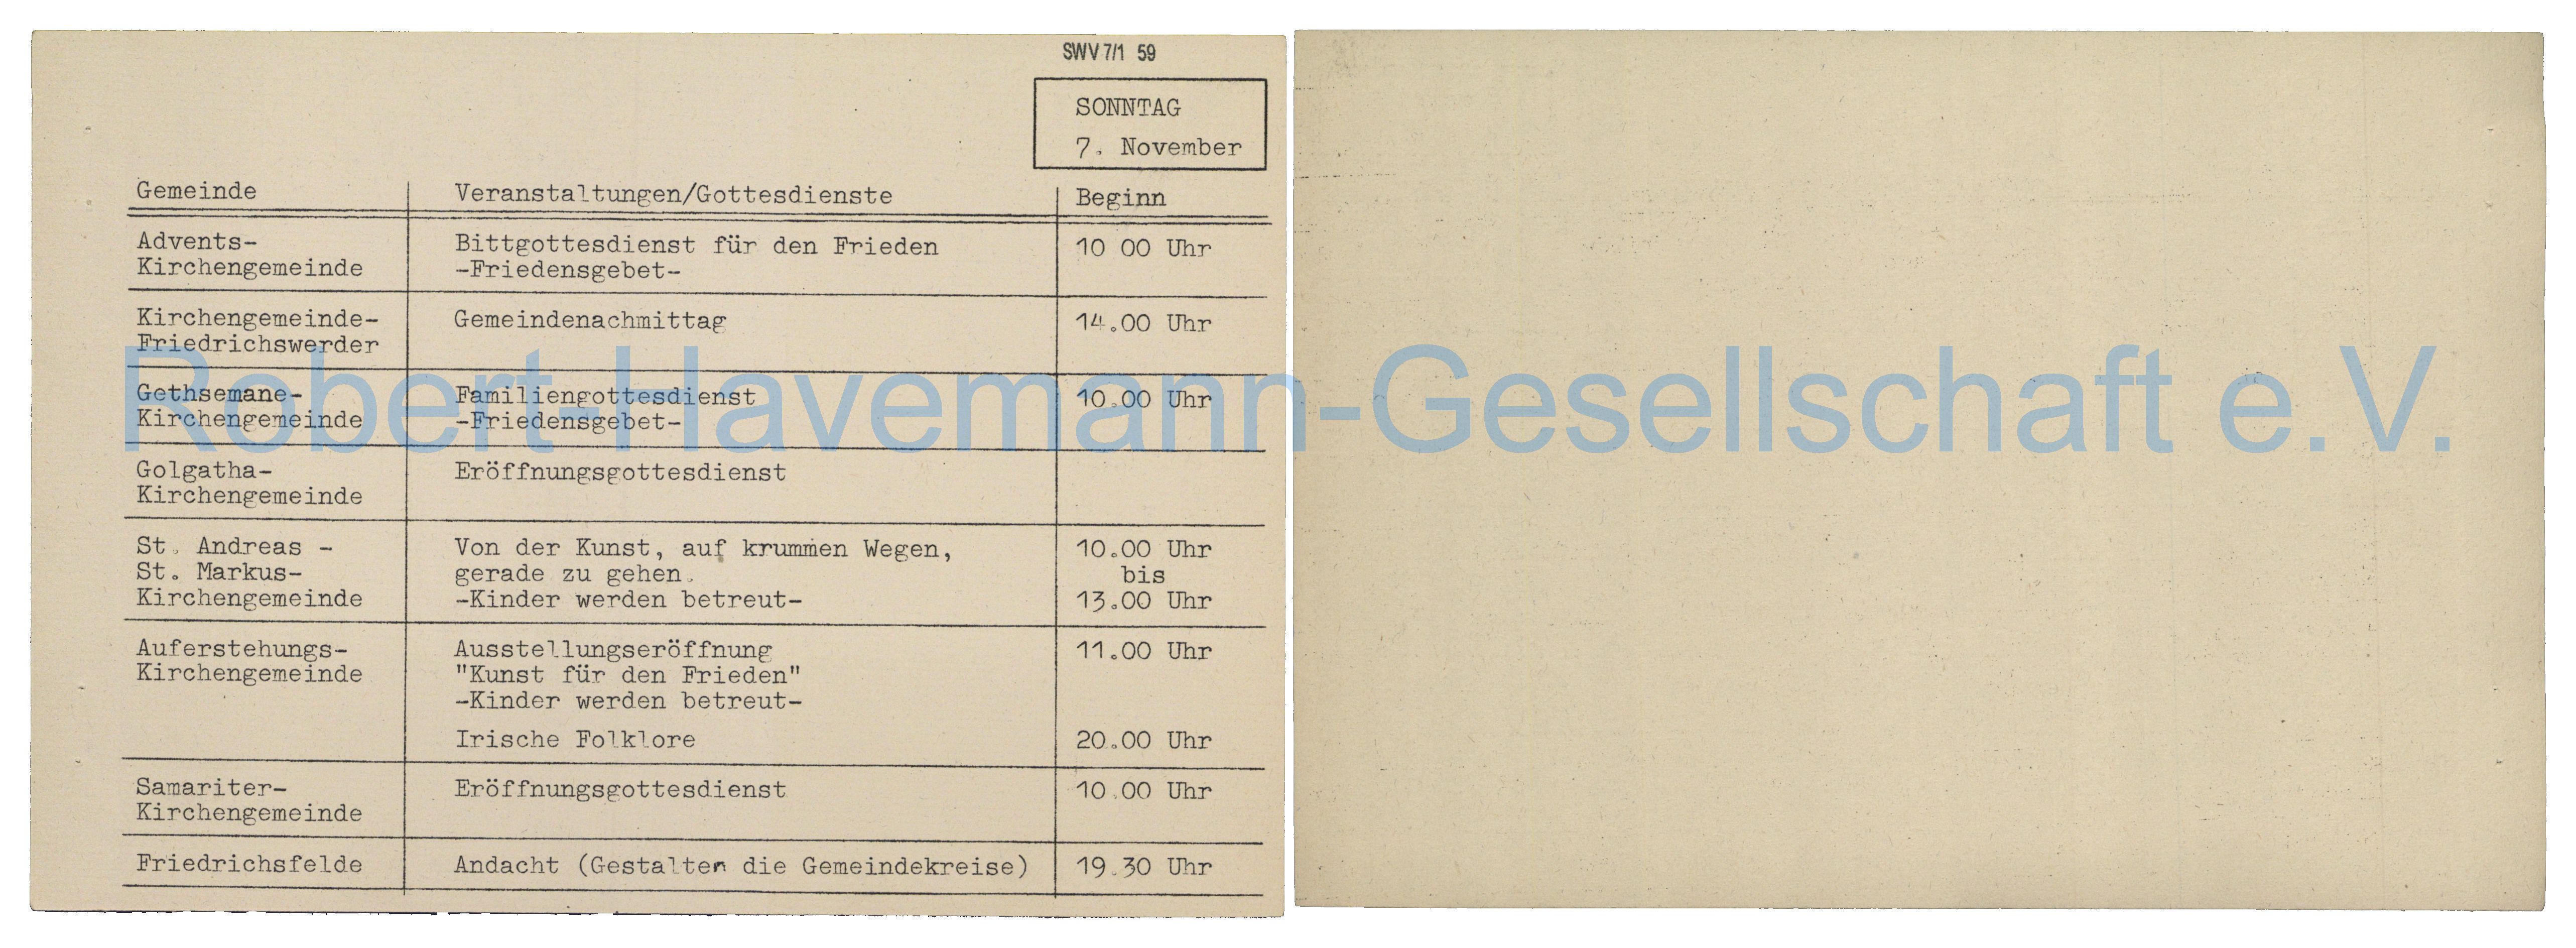 SWV 7/1 59
SONNTAG
7. November
Gemeinde Veranstaltungen/Gottesdienste Beginn
Advents- Bittgottesdienst für den Frieden 10 00 Uhr
Kirchengemeinde -Friedensgebet-
Kirchengemeinde- Gemeindenachmittag 14.00 Uhr
Friedrichswerder
Gethsemane- Familiengottesdienst 10.00 Uhr
Kirchengemeinde -Friedensgebet-
Robert-Havemann-Gesellschaft e.V.
Golgatha- Eröffnungsgottesdienst
Kirchengemeinde
St. Andreas - Von der Kunst, auf krummen Wegen, 10.00 Uhr
St. Markus- gerade zu gehen. bis
Kirchengemeinde -Kinder werden betreut- 13.00 Uhr
Auferstehungs- Ausstellungseröffnung 11.00 Uhr
Kirchengemeinde "Kunst für den Frieden"
-Kinder werden betreut-
Irische Folklore 20.00 Uhr
Samariter- Eröffnungsgottesdienst 10.00 Uhr
Kirchengemeinde
Friedrichsfelde Andacht (Gestalten die Gemeindekreise) 19.30 Uhr